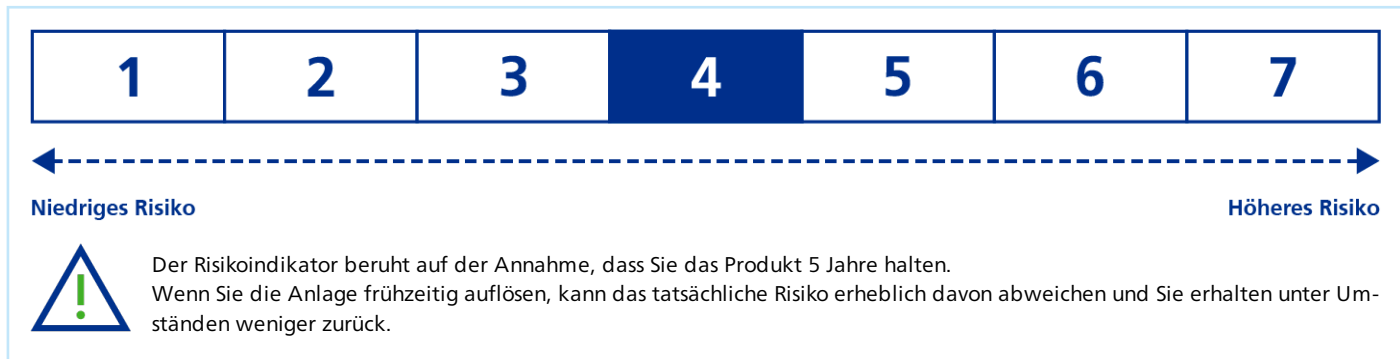 1 2 3 4 5 6 7
Niedriges Risiko Höheres Risiko
Der Risikoindikator beruht auf der Annahme, dass Sie das Produkt 5 Jahre halten.
Wenn Sie die Anlage frühzeitig auflösen, kann das tatsächliche Risiko erheblich davon abweichen und Sie erhalten unter Um-
ständen weniger zurück.